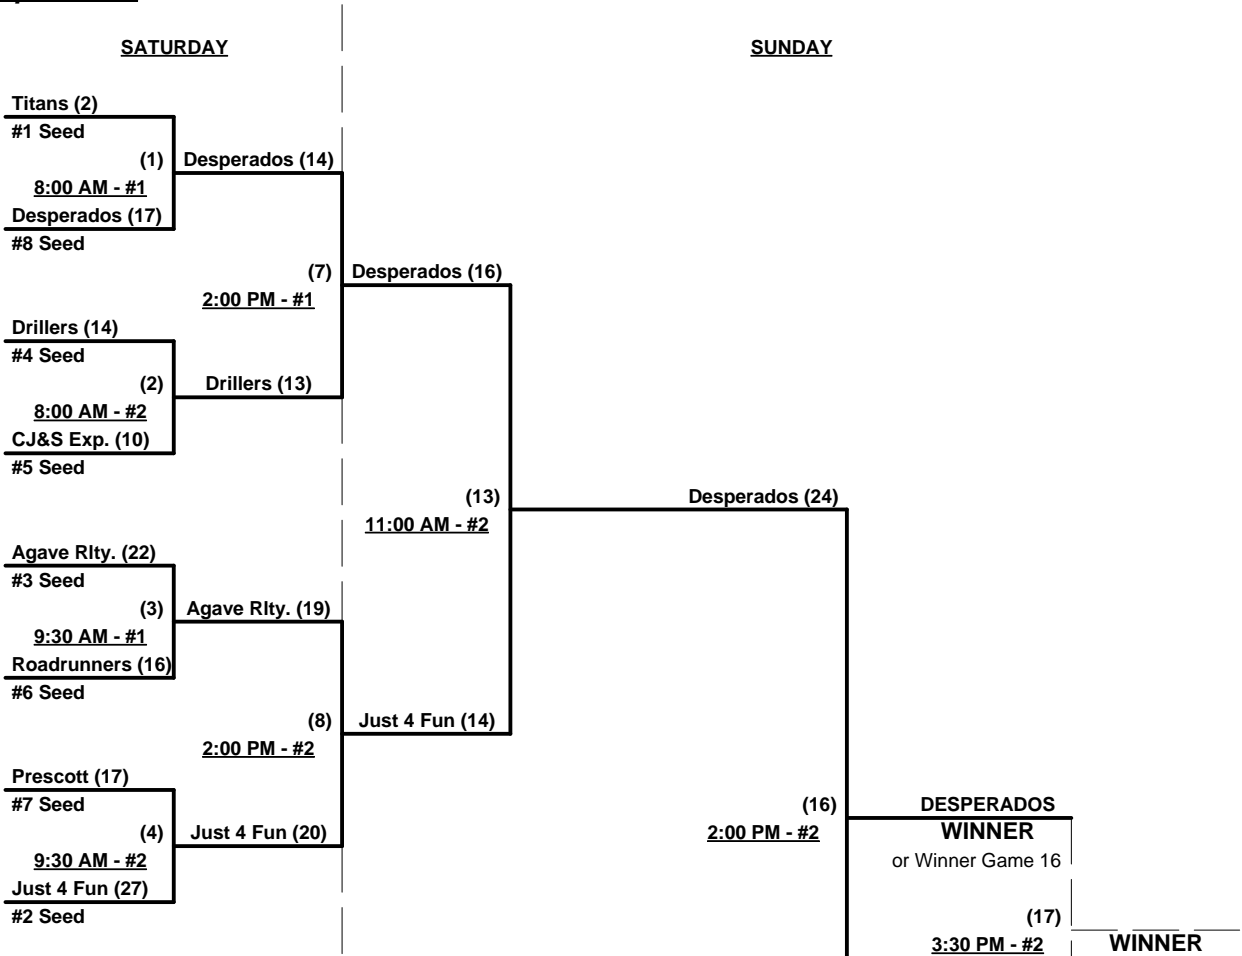 SATURDAY
SUNDAY
Titans (2)
#1 Seed
(1)
Desperados (14)
8:00 AM - #1
Desperados (17)
#8 Seed
(7)
Desperados (16)
2:00 PM - #1
Drillers (14)
#4 Seed
(2)
Drillers (13)
8:00 AM - #2
CJ&S Exp. (10)
#5 Seed
(13)
Desperados (24)
11:00 AM - #2
Agave Rlty. (22)
#3 Seed
(3)
Agave Rlty. (19)
9:30 AM - #1
Roadrunners (16)
#6 Seed
(8)
Just 4 Fun (14)
2:00 PM - #2
Prescott (17)
#7 Seed
(16)
DESPERADOS
(4)
Just 4 Fun (20)
2:00 PM - #2
WINNER
9:30 AM - #2
or Winner Game 16
Just 4 Fun (27)
#2 Seed
(17)
3:30 PM - #2
WINNER